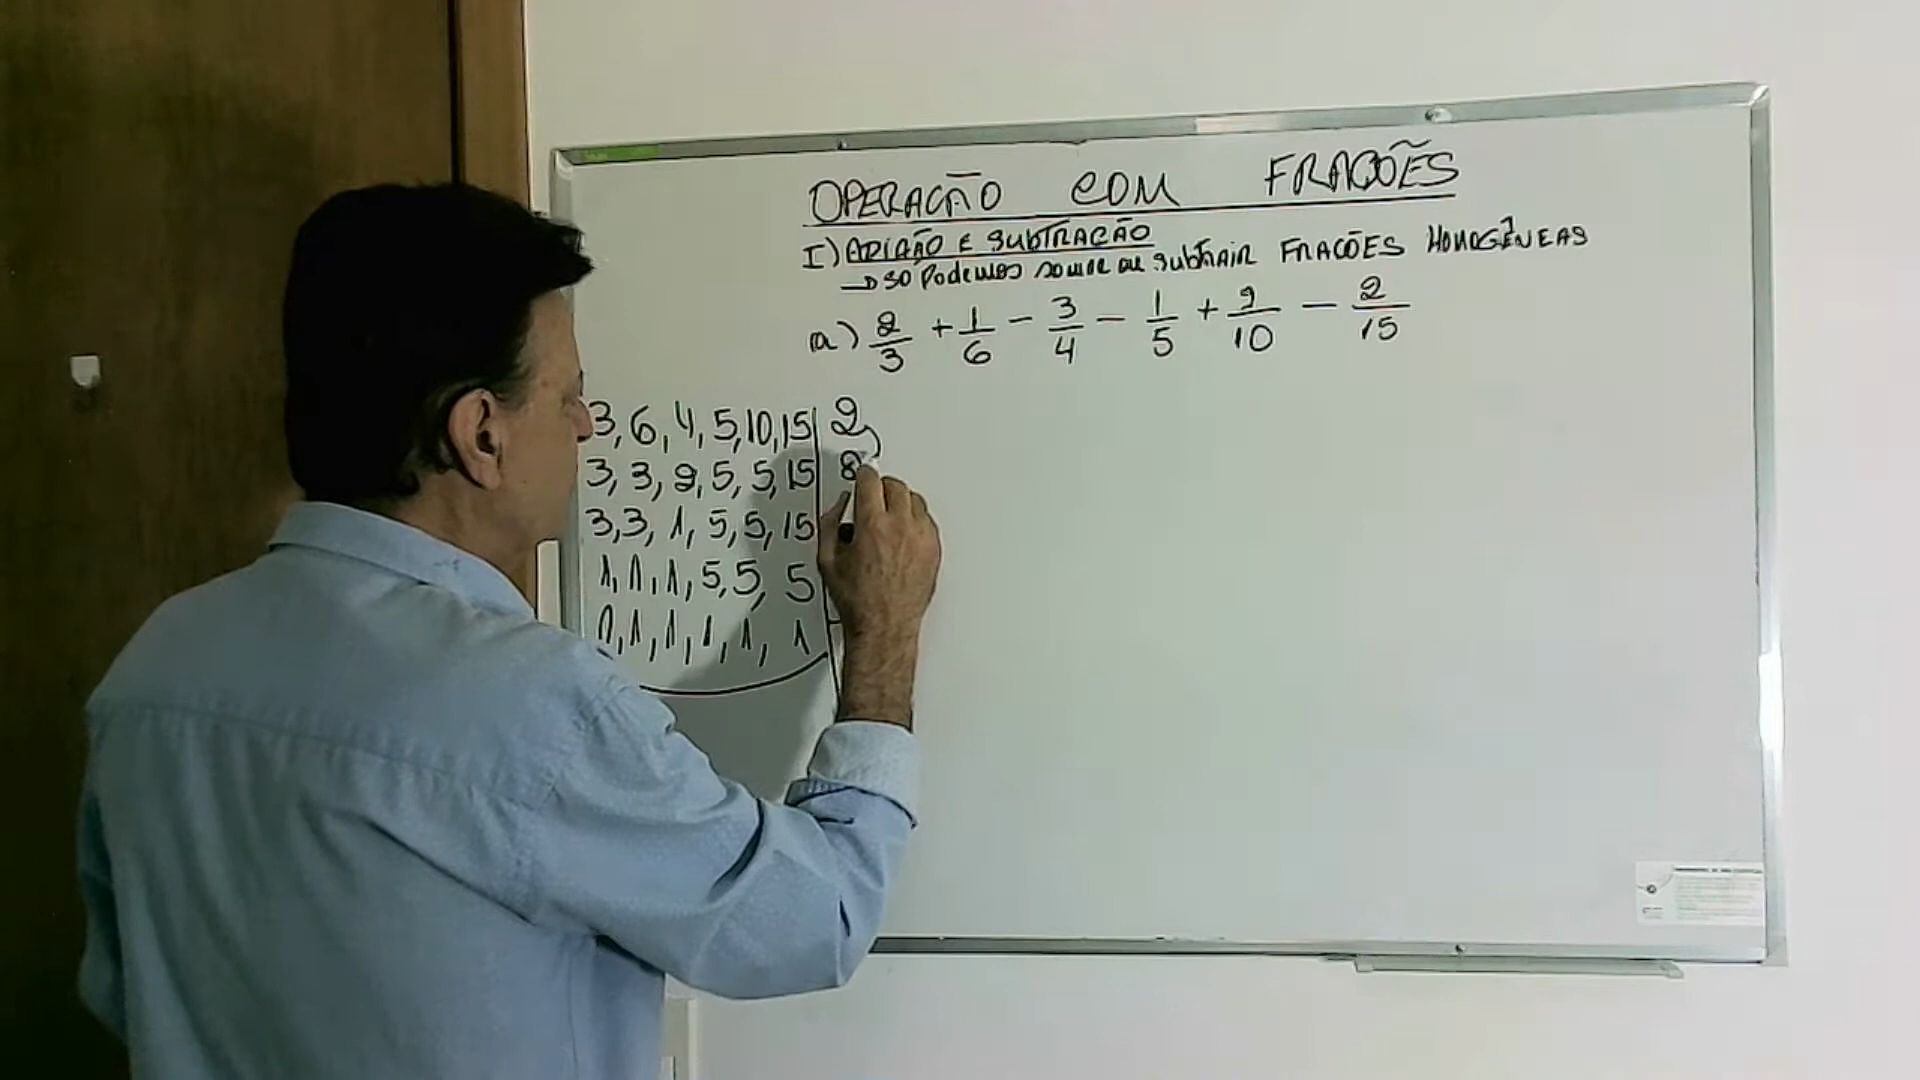 OPERAÇÃO COM FRAÇÕES
I) ADIÇÃO E SUBTRAÇÃO
→ SÓ Podemos somar ou subtrair FRAÇÕES HOMOGÊNEAS
a) 2/3 + 1/6 - 3/4 - 1/5 + 9/10 - 2/15
3, 6, 4, 5, 10, 15 | 2
3, 3, 2, 5, 5, 15 | 2
3, 3, 1, 5, 5, 15
1, 1, 1, 5, 5, 5
1, 1, 1, 1, 1, 1